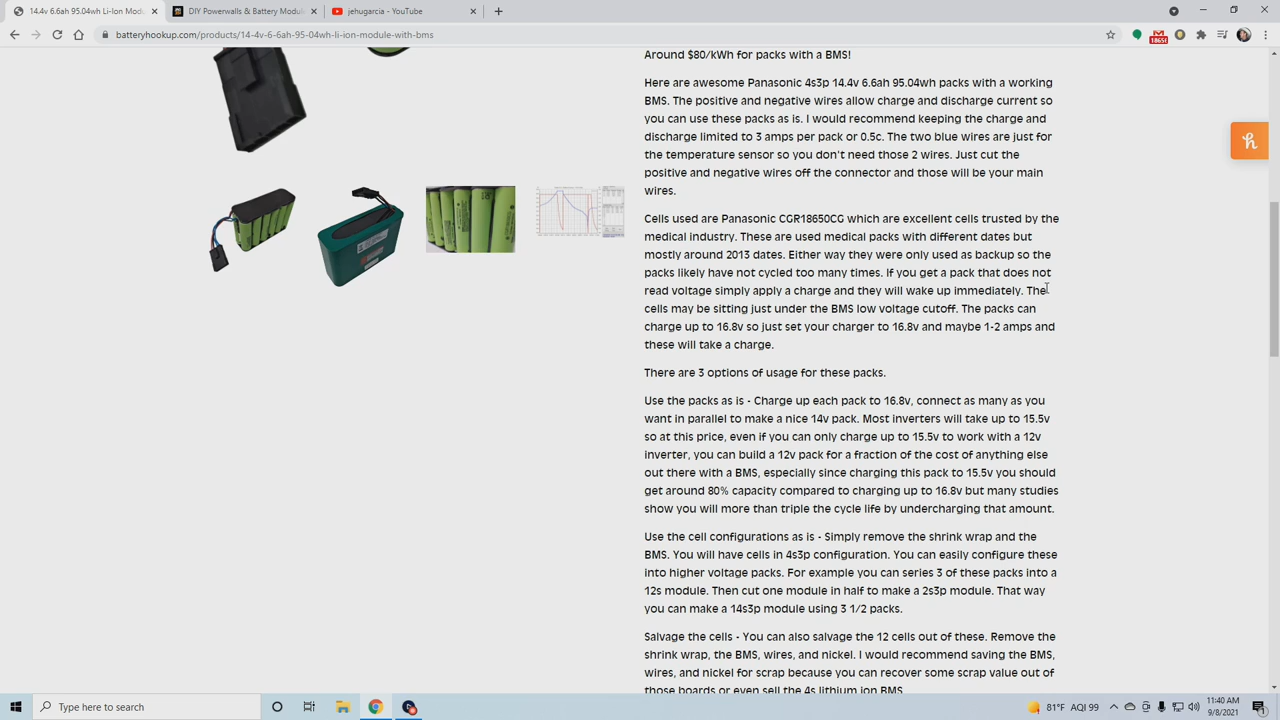 14.4v 6.6ah 95.04wh Li-Ion Modu
DIY Powerwalls & Battery Module
jehugarcia - YouTube
batteryhookup.com/products/14-4v-6-6ah-95-04wh-li-ion-module-with-bms
Around $80/kWh for packs with a BMS!
Here are awesome Panasonic 4s3p 14.4v 6.6ah 95.04wh packs with a working
BMS. The positive and negative wires allow charge and discharge current so
you can use these packs as is. I would recommend keeping the charge and
discharge limited to 3 amps per pack or 0.5c. The two blue wires are just for
the temperature sensor so you don't need those 2 wires. Just cut the
positive and negative wires off the connector and those will be your main
wires.
Cells used are Panasonic CGR18650CG which are excellent cells trusted by the
medical industry. These are used medical packs with different dates but
mostly around 2013 dates. Either way they were only used as backup so the
packs likely have not cycled too many times. If you get a pack that does not
read voltage simply apply a charge and they will wake up immediately. The
cells may be sitting just under the BMS low voltage cutoff. The packs can
charge up to 16.8v so just set your charger to 16.8v and maybe 1-2 amps and
these will take a charge.
There are 3 options of usage for these packs.
Use the packs as is - Charge up each pack to 16.8v, connect as many as you
want in parallel to make a nice 14v pack. Most inverters will take up to 15.5v
so at this price, even if you can only charge up to 15.5v to work with a 12v
inverter, you can build a 12v pack for a fraction of the cost of anything else
out there with a BMS, especially since charging this pack to 15.5v you should
get around 80% capacity compared to charging up to 16.8v but many studies
show you will more than triple the cycle life by undercharging that amount.
Use the cell configurations as is - Simply remove the shrink wrap and the
BMS. You will have cells in 4s3p configuration. You can easily configure these
into higher voltage packs. For example you can series 3 of these packs into a
12s module. Then cut one module in half to make a 2s3p module. That way
you can make a 14s3p module using 3 1/2 packs.
Salvage the cells - You can also salvage the 12 cells out of these. Remove the
shrink wrap, the BMS, wires, and nickel. I would recommend saving the BMS,
wires, and nickel for scrap because you can recover some scrap value out of
those boards or even sell the 4s lithium ion BMS.
Type here to search
81°F AQI 99
11:40 AM
9/8/2021